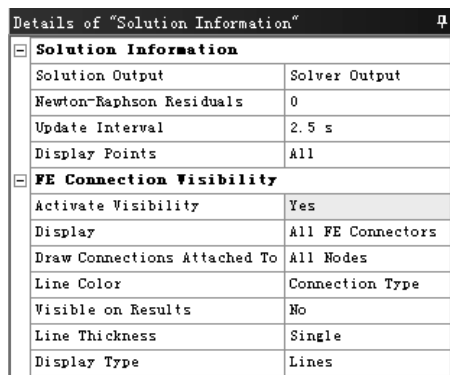 Details of "Solution Information"
Solution Information
Solution Output Solver Output
Newton-Raphson Residuals 0
Update Interval 2.5 s
Display Points All
FE Connection Visibility
Activate Visibility Yes
Display All FE Connectors
Draw Connections Attached To All Nodes
Line Color Connection Type
Visible on Results No
Line Thickness Single
Display Type Lines